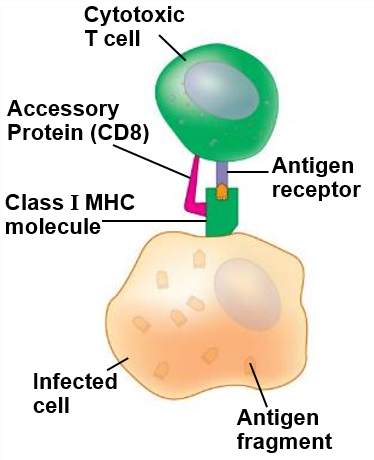 Cytotoxic
T cell
Accessory
Protein (CD8)
Antigen
receptor
Class I MHC
molecule
Infected
cell
Antigen
fragment